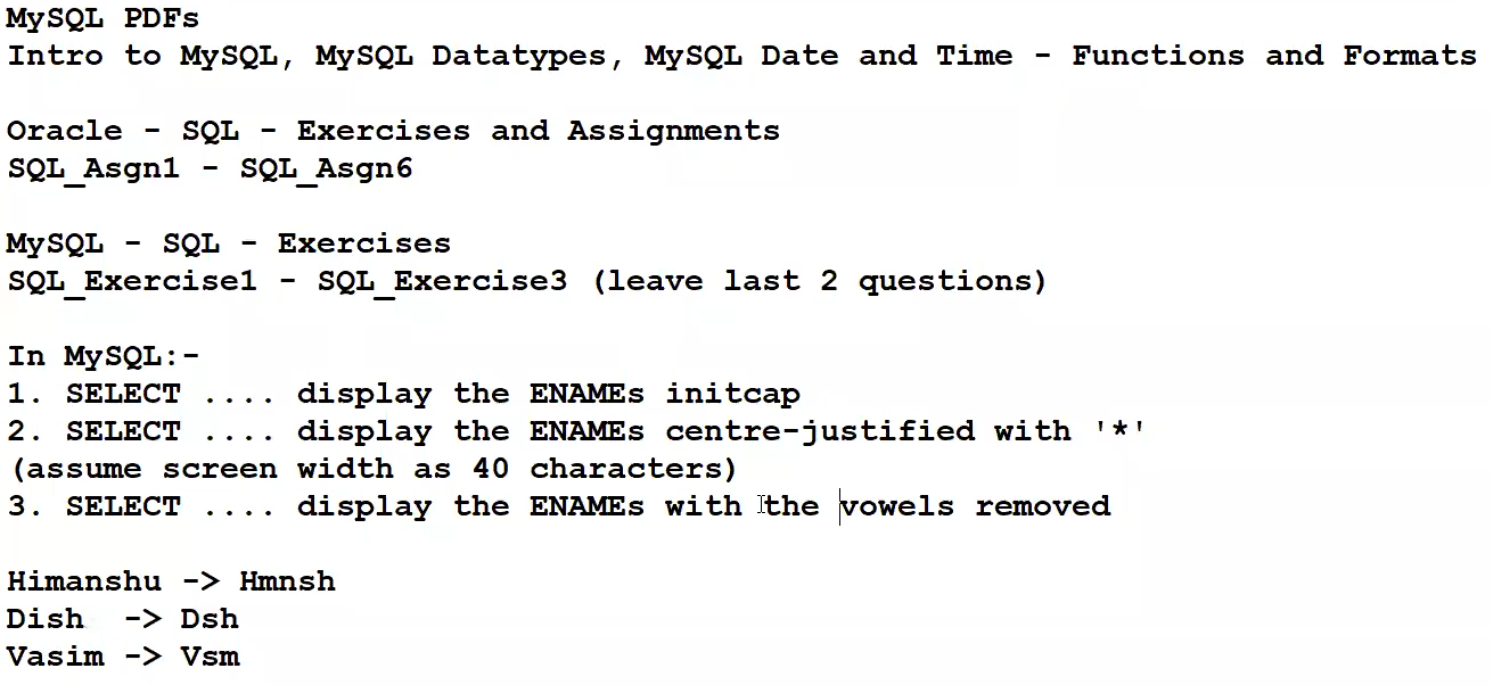 MySQL PDFs
Intro to MySQL, MySQL Datatypes, MySQL Date and Time - Functions and Formats
Oracle - SQL - Exercises and Assignments
SQL_Asgn1 - SQL_Asgn6
MySQL - SQL - Exercises
SQL_Exercise1 - SQL_Exercise3 (leave last 2 questions)
In MySQL:-
1. SELECT .... display the ENAMEs initcap
2. SELECT .... display the ENAMEs centre-justified with '*'
(assume screen width as 40 characters)
3. SELECT .... display the ENAMEs with the vowels removed
Himanshu -> Hmnsh
Dish  -> Dsh
Vasim -> Vsm